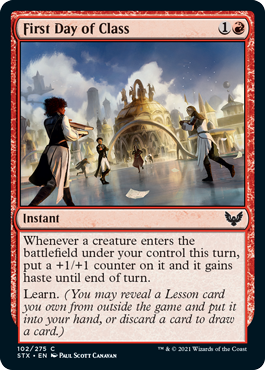 First Day of Class 1
Instant
Whenever a creature enters the
battlefield under your control this turn,
put a +1/+1 counter on it and it gains
haste until end of turn.
Learn. (You may reveal a Lesson card
you own from outside the game and put it
into your hand, or discard a card to draw
a card.)
102/275 C
STX • EN Paul Scott Canavan
™ & © 2021 Wizards of the Coast